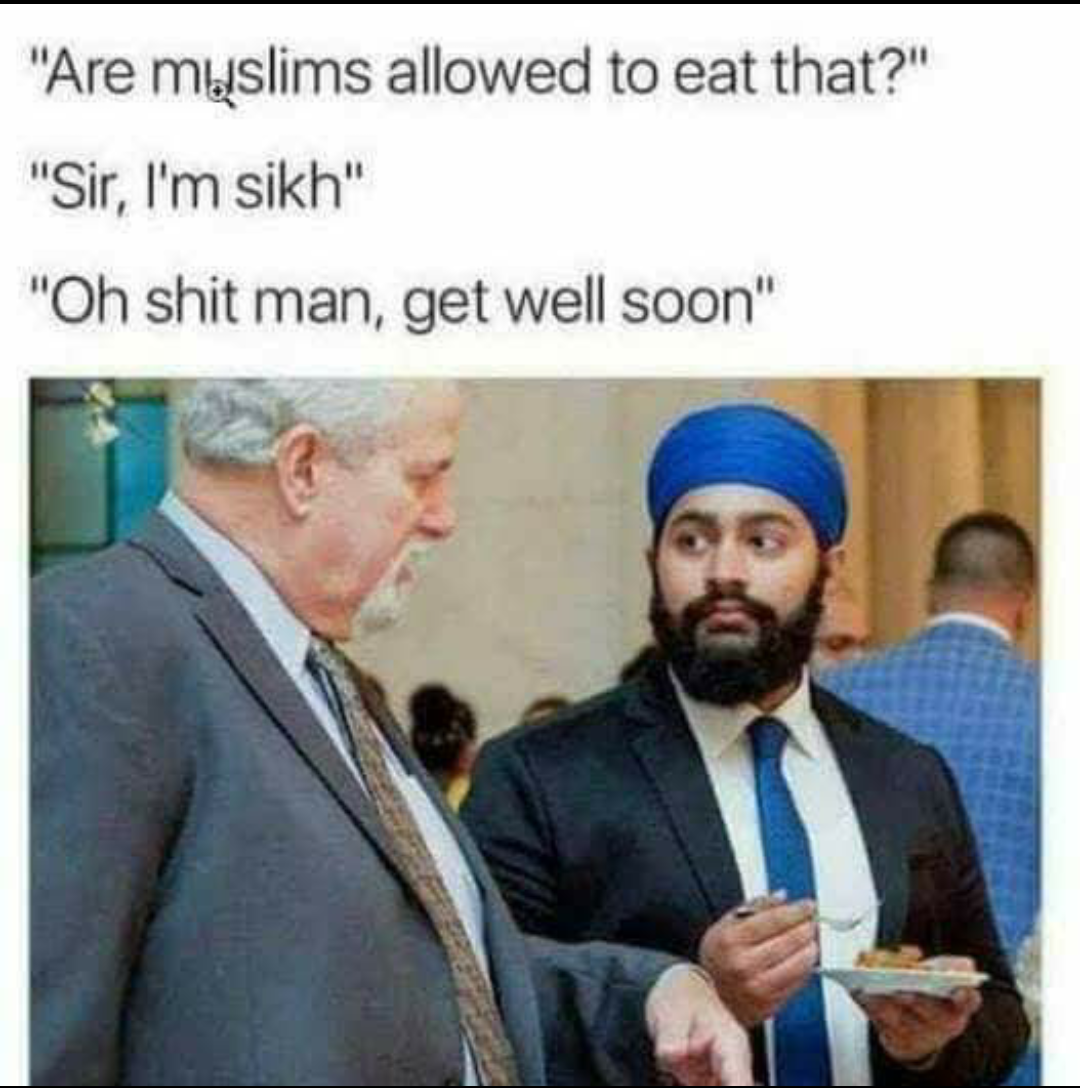 "Are muslims allowed to eat that?"
"Sir, I'm sikh"
"Oh shit man, get well soon"